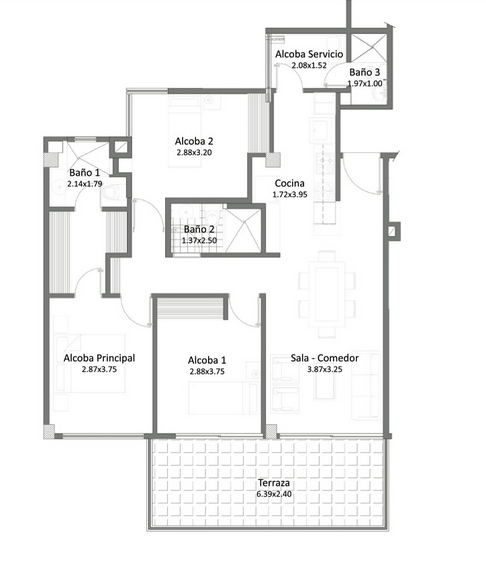 Alcoba Servicio
2.08x1.52
Baño 3
1.97x1.00
Alcoba 2
2.88x3.20
Baño 1
2.14x1.79
Cocina
1.72x3.95
Baño 2
1.37x2.50
Alcoba Principal
2.87x3.75
Alcoba 1
2.88x3.75
Sala - Comedor
3.87x3.25
Terraza
6.39x2.40